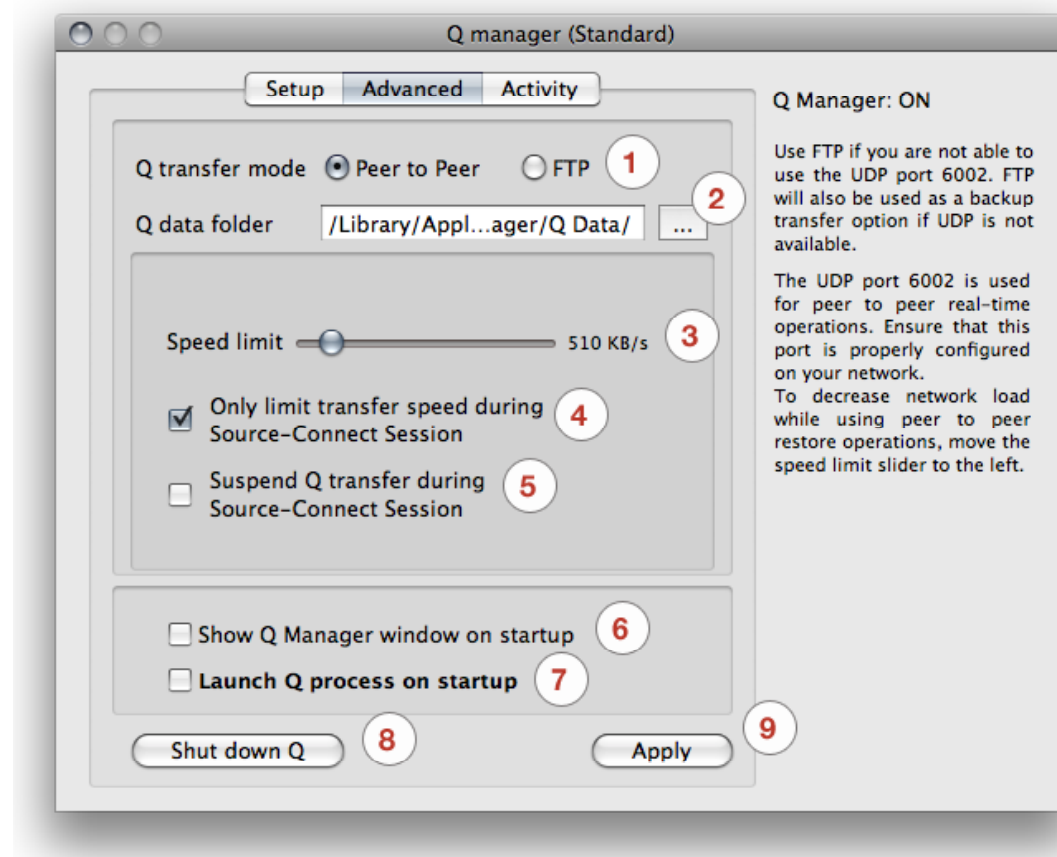 Q manager (Standard)
Setup Advanced Activity
Q transfer mode Peer to Peer FTP 1
Q data folder /Library/Appl...ager/Q Data/ ... 2
Speed limit 510 KB/s 3
Only limit transfer speed during
Source-Connect Session
4
Suspend Q transfer during
Source-Connect Session
5
Show Q Manager window on startup 6
Launch Q process on startup 7
Shut down Q 8
Apply 9
Q Manager: ON
Use FTP if you are not able to
use the UDP port 6002. FTP
will also be used as a backup
transfer option if UDP is not
available.
The UDP port 6002 is used
for peer to peer real-time
operations. Ensure that this
port is properly configured
on your network.
To decrease network load
while using peer to peer
restore operations, move the
speed limit slider to the left.